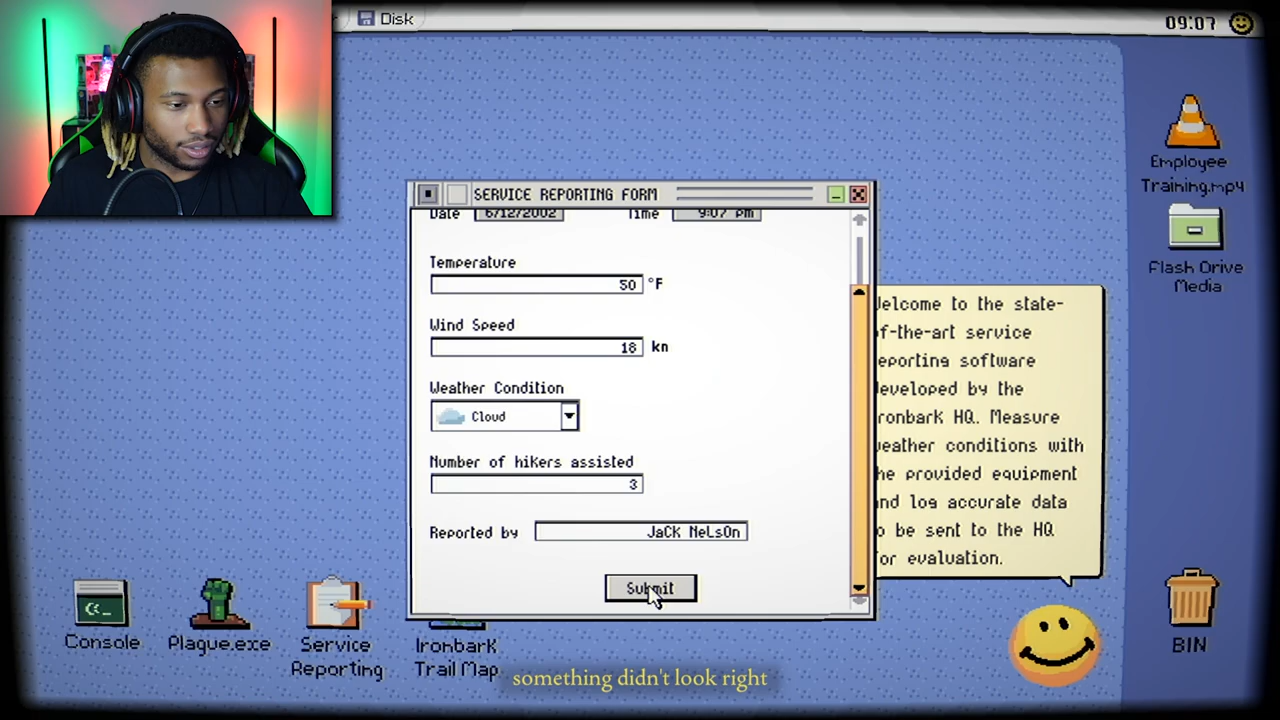 Disk
09:07
Employee
Training.mp4
Flash Drive
Media
SERVICE REPORTING FORM
Date 6/12/2002 Time 9:07 pm
Temperature
50 °F
Wind Speed
18 kn
Weather Condition
Cloud
Number of hikers assisted
3
Reported by JaCK NeLsOn
Submit
Welcome to the state-
of-the-art service
reporting software
developed by the
Ironbark HQ. Measure
weather conditions with
the provided equipment
and log accurate data
to be sent to the HQ
for evaluation.
Console
Plague.exe
Service
Reporting
Ironbark
Trail Map
BIN
something didn't look right